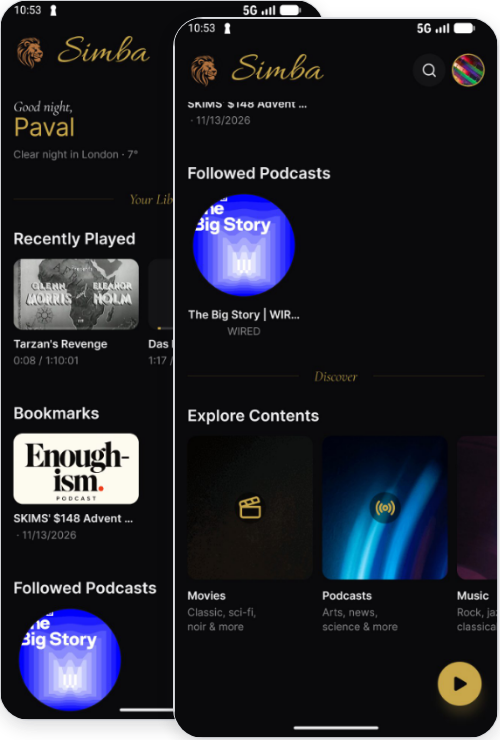 10:53
5G
Simba
Good night,
Paval
Clear night in London · 7°
Your Lib
Recently Played
GLENN MORRIS
ELEANOR HOLM
Tarzan's Revenge
0:08 / 1:10:01
Das
1:17 /
Bookmarks
Enough-
ism.
PODCAST
SKIMS' $148 Advent ...
· 11/13/2026
Followed Podcasts
The
Big Story
10:53
5G
Simba
SKIMS' $148 Advent ...
· 11/13/2026
Followed Podcasts
The
Big Story
The Big Story | WIR...
WIRED
Discover
Explore Contents
Movies
Classic, sci-fi,
noir & more
Podcasts
Arts, news,
science & more
Music
Rock, ja
classical